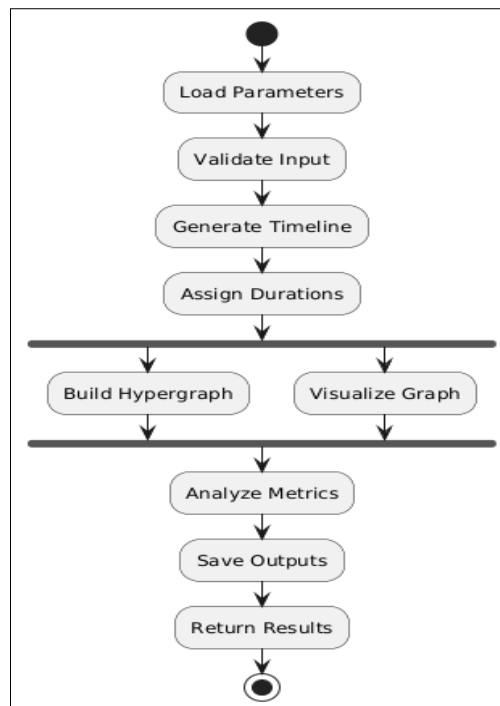 Load Parameters
Validate Input
Generate Timeline
Assign Durations
Build Hypergraph
Visualize Graph
Analyze Metrics
Save Outputs
Return Results